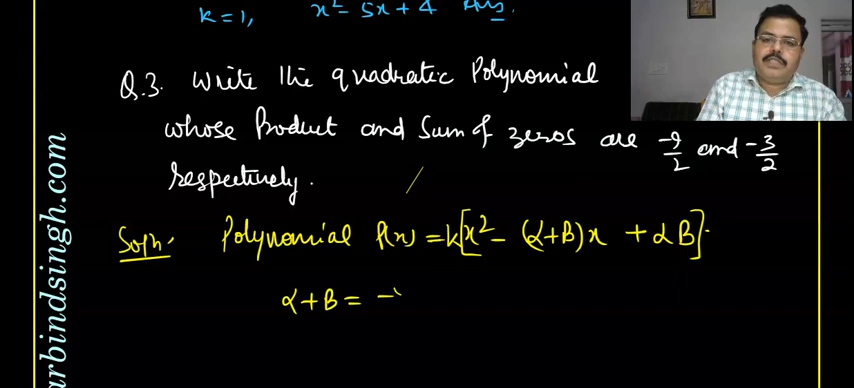 k=1, x² - 5x + 4 Ans.
Q.3. Write the quadratic Polynomial
whose Product and Sum of zeros are -9/2 and -3/2
respectively.
Soln: Polynomial P(x) = k[x² - (α+β)x + αβ].
α+β = -
arbindsingh.com